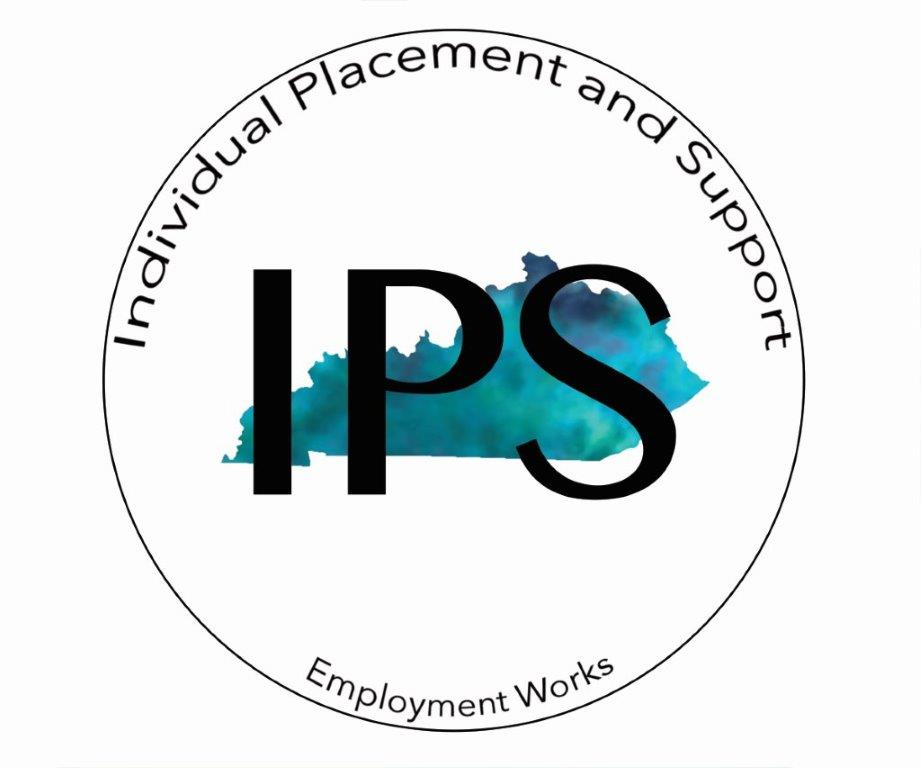 Individual Placement and Support
IPS
Employment Works